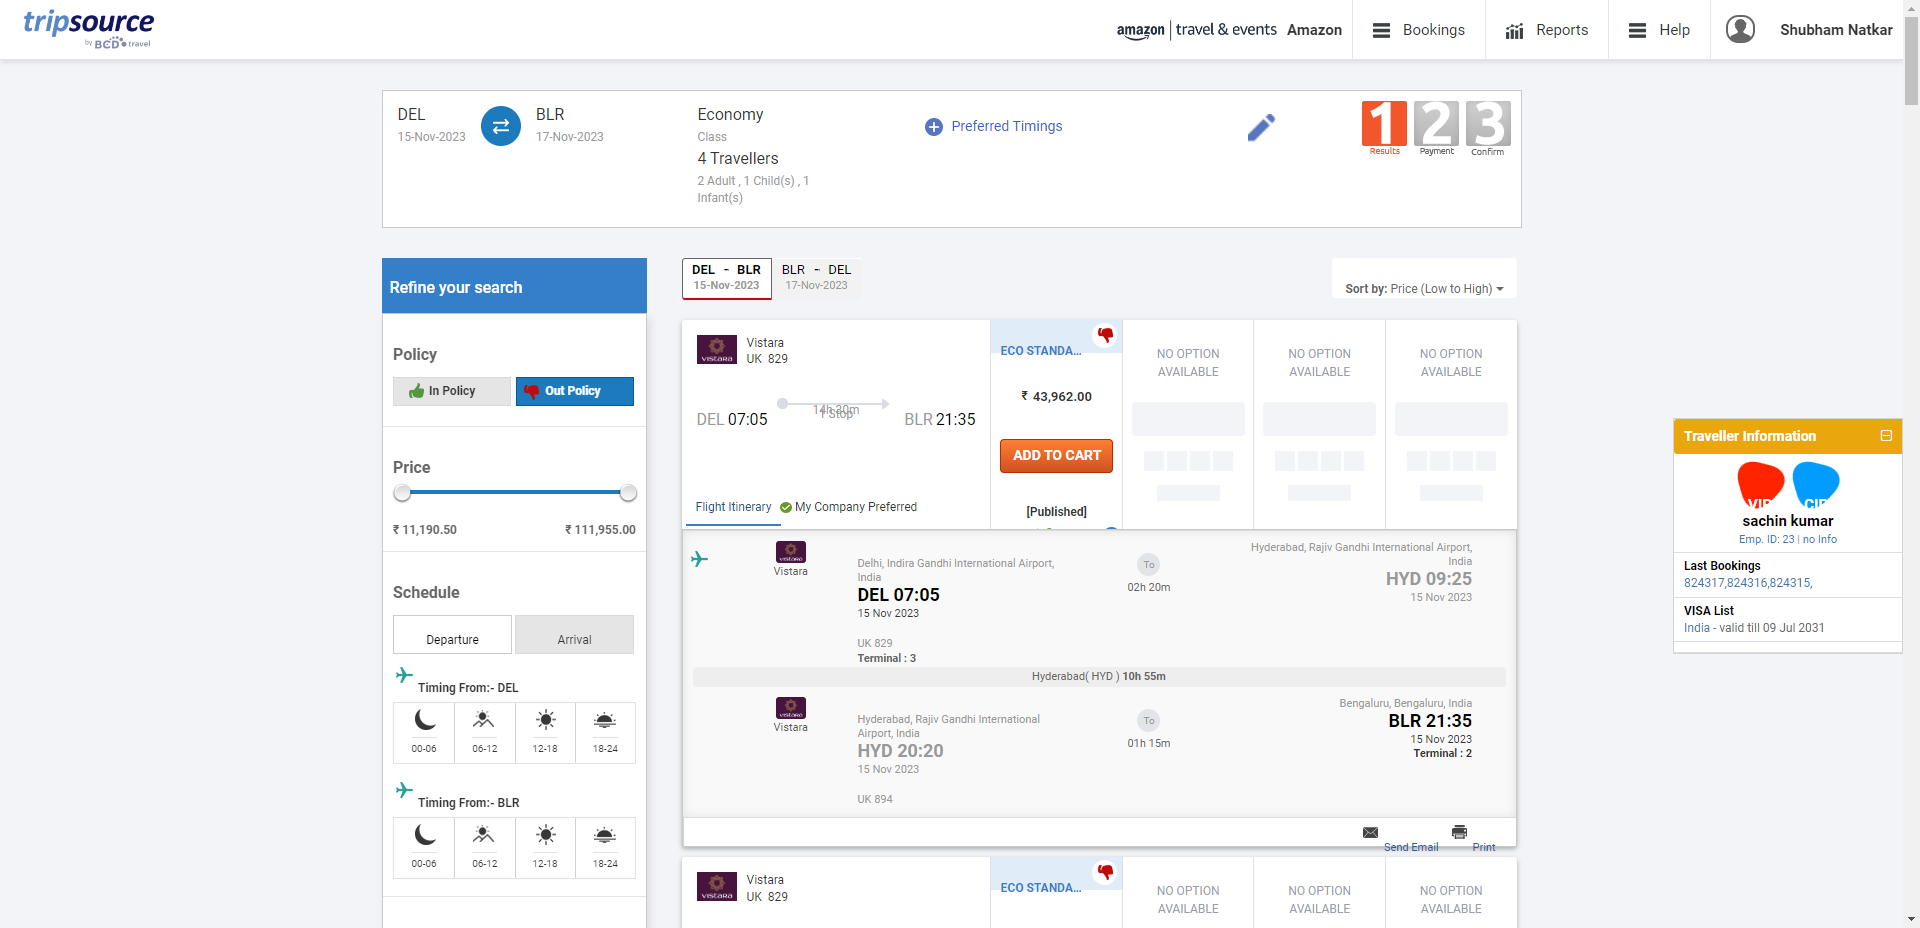 tripsource
by BCD travel
amazon travel & events Amazon
Bookings
Reports
Help
Shubham Natkar
DEL
15-Nov-2023
BLR
17-Nov-2023
Economy
Class
4 Travellers
2 Adult , 1 Child(s) , 1
Infant(s)
Preferred Timings
1 2 3
Results Payment Confirm
Refine your search
Policy
In Policy Out Policy
Price
₹ 11,190.50 ₹ 111,955.00
Schedule
Departure Arrival
Timing From:- DEL
00-06 06-12 12-18 18-24
Timing From:- BLR
00-06 06-12 12-18 18-24
DEL - BLR
15-Nov-2023
BLR - DEL
17-Nov-2023
Sort by: Price (Low to High)
VISTARA
Vistara
UK 829
DEL 07:05
14h 30m
1 Stop
BLR 21:35
Flight Itinerary
My Company Preferred
ECO STANDA...
₹ 43,962.00
ADD TO CART
[Published]
NO OPTION
AVAILABLE
NO OPTION
AVAILABLE
NO OPTION
AVAILABLE
VISTARA
Vistara
Delhi, Indira Gandhi International Airport,
India
DEL 07:05
15 Nov 2023
UK 829
Terminal : 3
To
02h 20m
Hyderabad, Rajiv Gandhi International Airport,
India
HYD 09:25
15 Nov 2023
Hyderabad( HYD ) 10h 55m
VISTARA
Vistara
Hyderabad, Rajiv Gandhi International
Airport, India
HYD 20:20
15 Nov 2023
UK 894
To
01h 15m
Bengaluru, Bengaluru, India
BLR 21:35
15 Nov 2023
Terminal : 2
Send Email Print
VISTARA
Vistara
UK 829
ECO STANDA...
NO OPTION
AVAILABLE
NO OPTION
AVAILABLE
NO OPTION
AVAILABLE
Traveller Information
VIP
sachin kumar
Emp. ID: 23 | no Info
Last Bookings
824317,824316,824315,
VISA List
India - valid till 09 Jul 2031